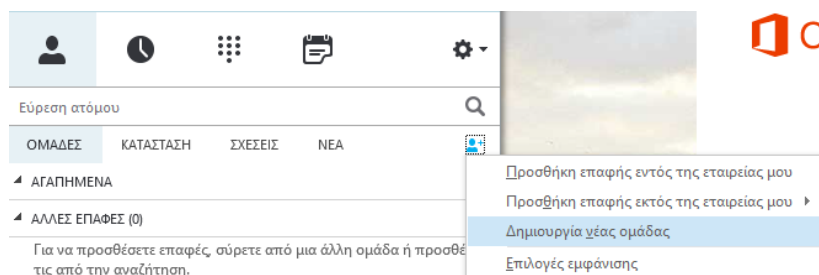 Εύρεση ατόμου
ΟΜΑΔΕΣ ΚΑΤΑΣΤΑΣΗ ΣΧΕΣΕΙΣ ΝΕΑ
ΑΓΑΠΗΜΕΝΑ
ΑΛΛΕΣ ΕΠΑΦΕΣ (0)
Για να προσθέσετε επαφές, σύρετε από μια άλλη ομάδα ή προσθέ
τις από την αναζήτηση.
Προσθήκη επαφής εντός της εταιρείας μου
Προσθήκη επαφής εκτός της εταιρείας μου
Δημιουργία νέας ομάδας
Επιλογές εμφάνισης